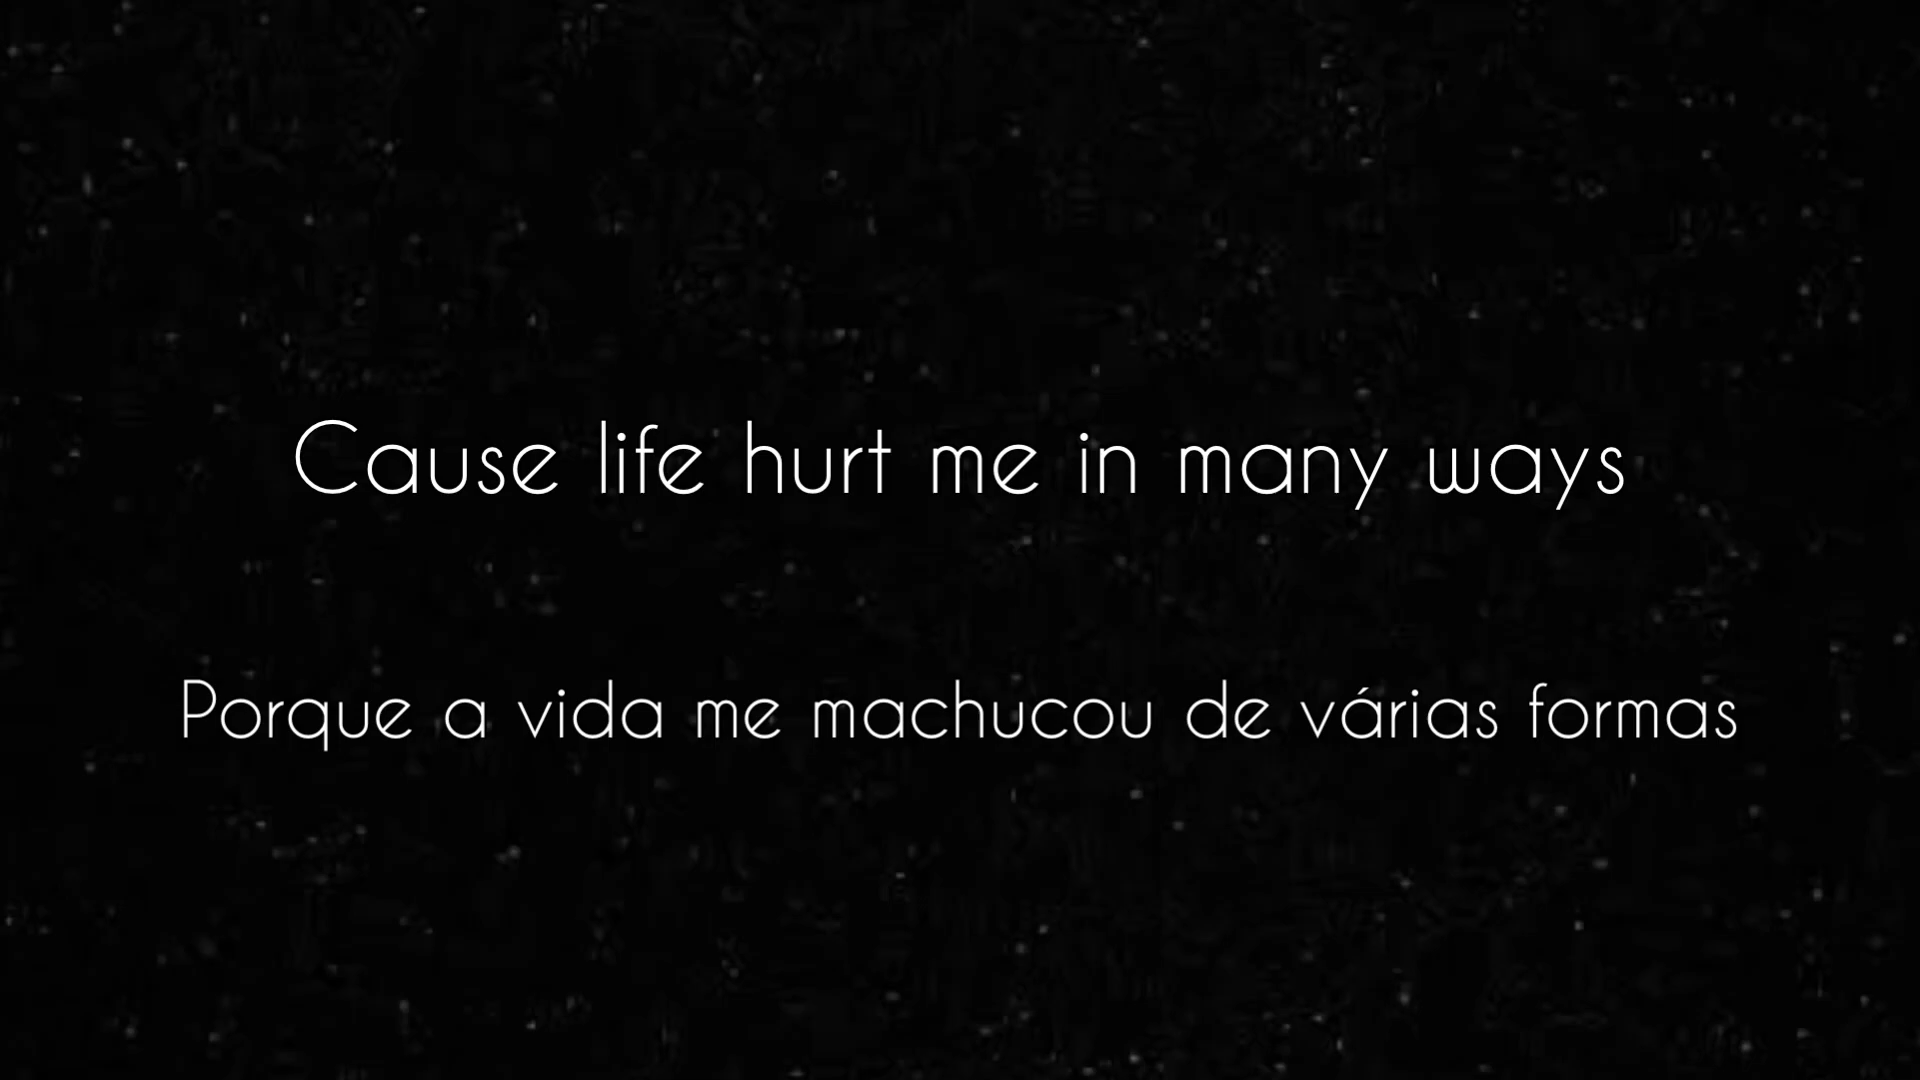 Cause life hurt me in many ways
Porque a vida me machucou de várias formas